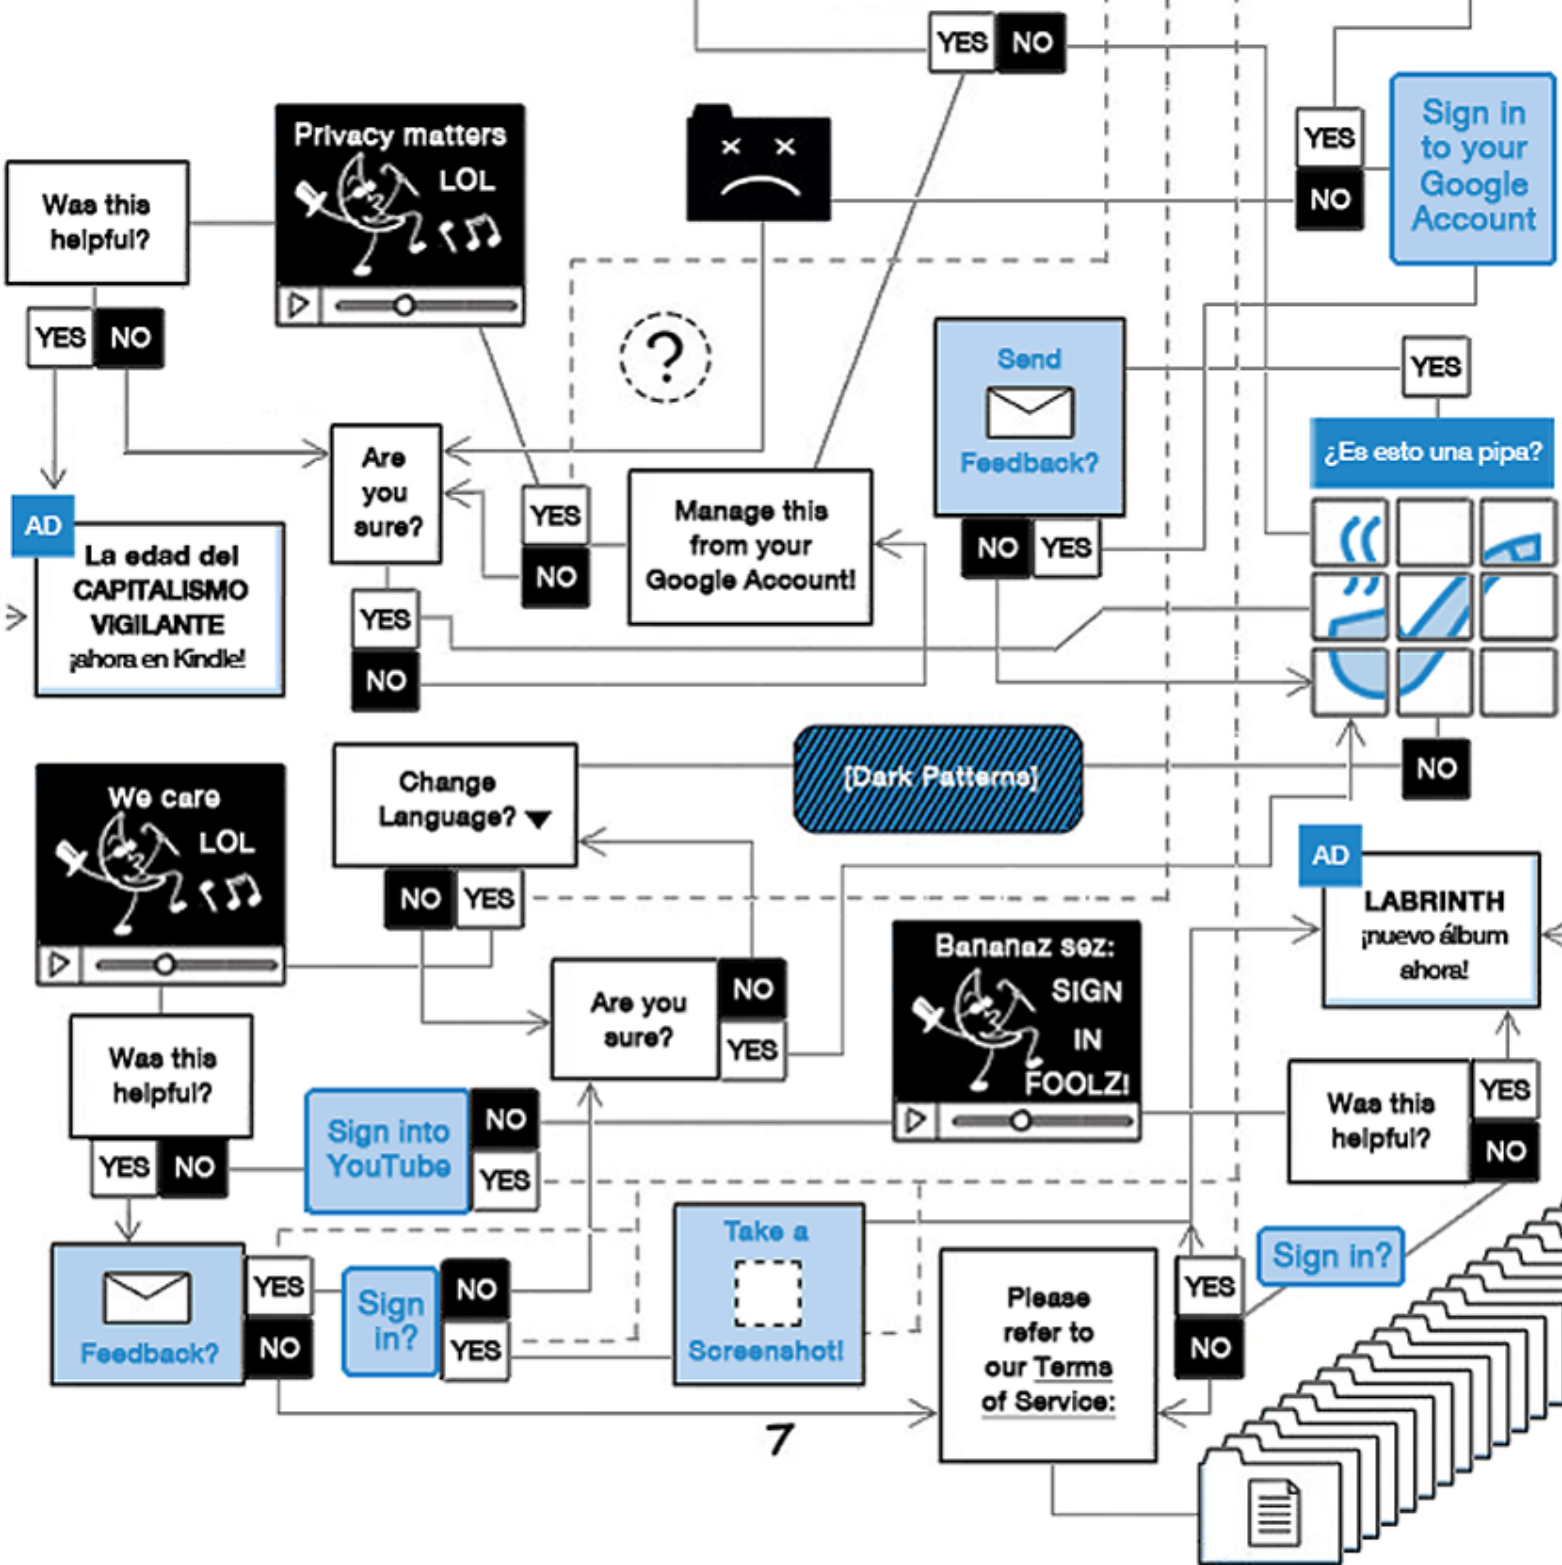 YES NO
Privacy matters
LOL
Was this
helpful?
YES NO
x x
YES
NO
Sign in
to your
Google
Account
?
Send
Feedback?
NO YES
YES
¿Es esto una pipa?
NO
Are
you
sure?
YES
NO
YES
NO
Manage this
from your
Google Account!
AD
La edad del
CAPITALISMO
VIGILANTE
¡ahora en Kindle!
We care
LOL
Change
Language?
NO YES
[Dark Patterns]
AD
LABRINTH
¡nuevo álbum
ahora!
Are you
sure?
NO
YES
Bananaz sez:
SIGN
IN
FOOLZ!
Was this
helpful?
YES NO
Sign into
YouTube
NO
YES
Was this
helpful?
YES
NO
Feedback?
YES
NO
Sign
in?
NO
YES
Take a
Screenshot!
Please
refer to
our Terms
of Service:
YES
NO
Sign in?
7